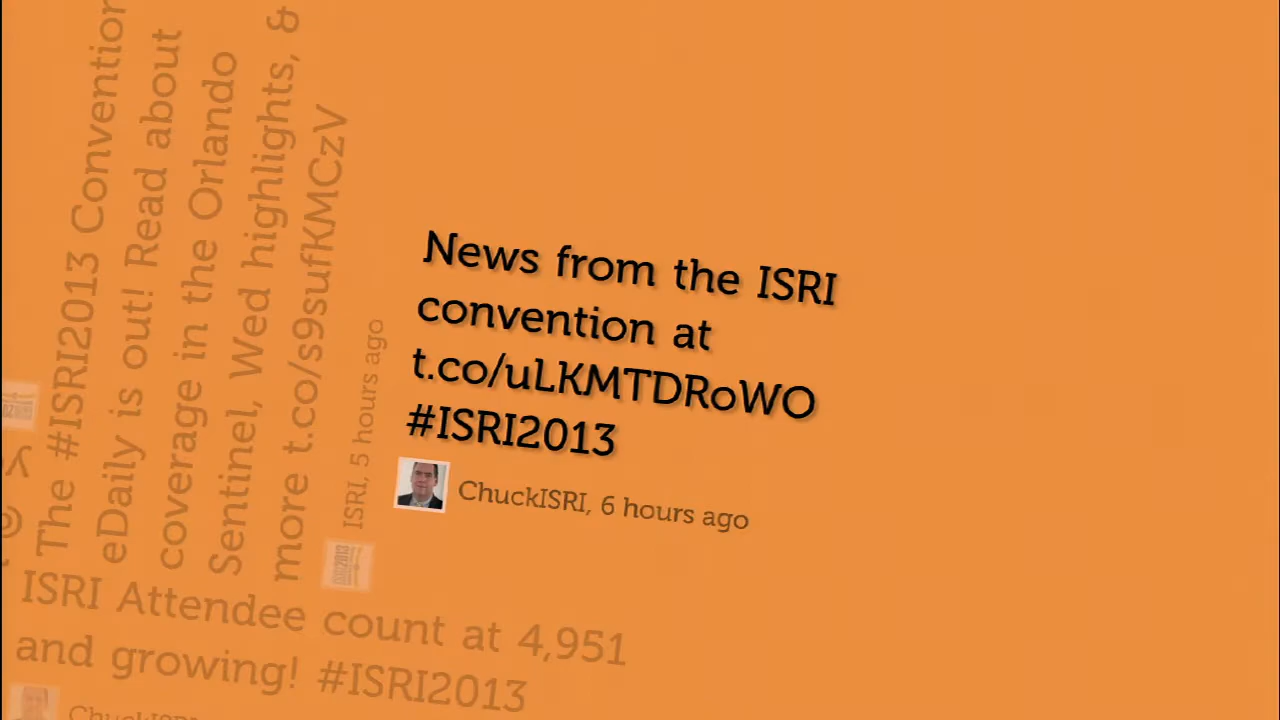 News from the ISRI
convention at
t.co/uLKMTDRoWO
#ISRI2013
ChuckISRI, 6 hours ago
The #ISRI2013 Convention
eDaily is out! Read about
coverage in the Orlando
Sentinel, Wed highlights, &
more t.co/s9sufKMCzV
ISRI, 5 hours ago
ISRI Attendee count at 4,951
and growing! #ISRI2013
ChuckISRI